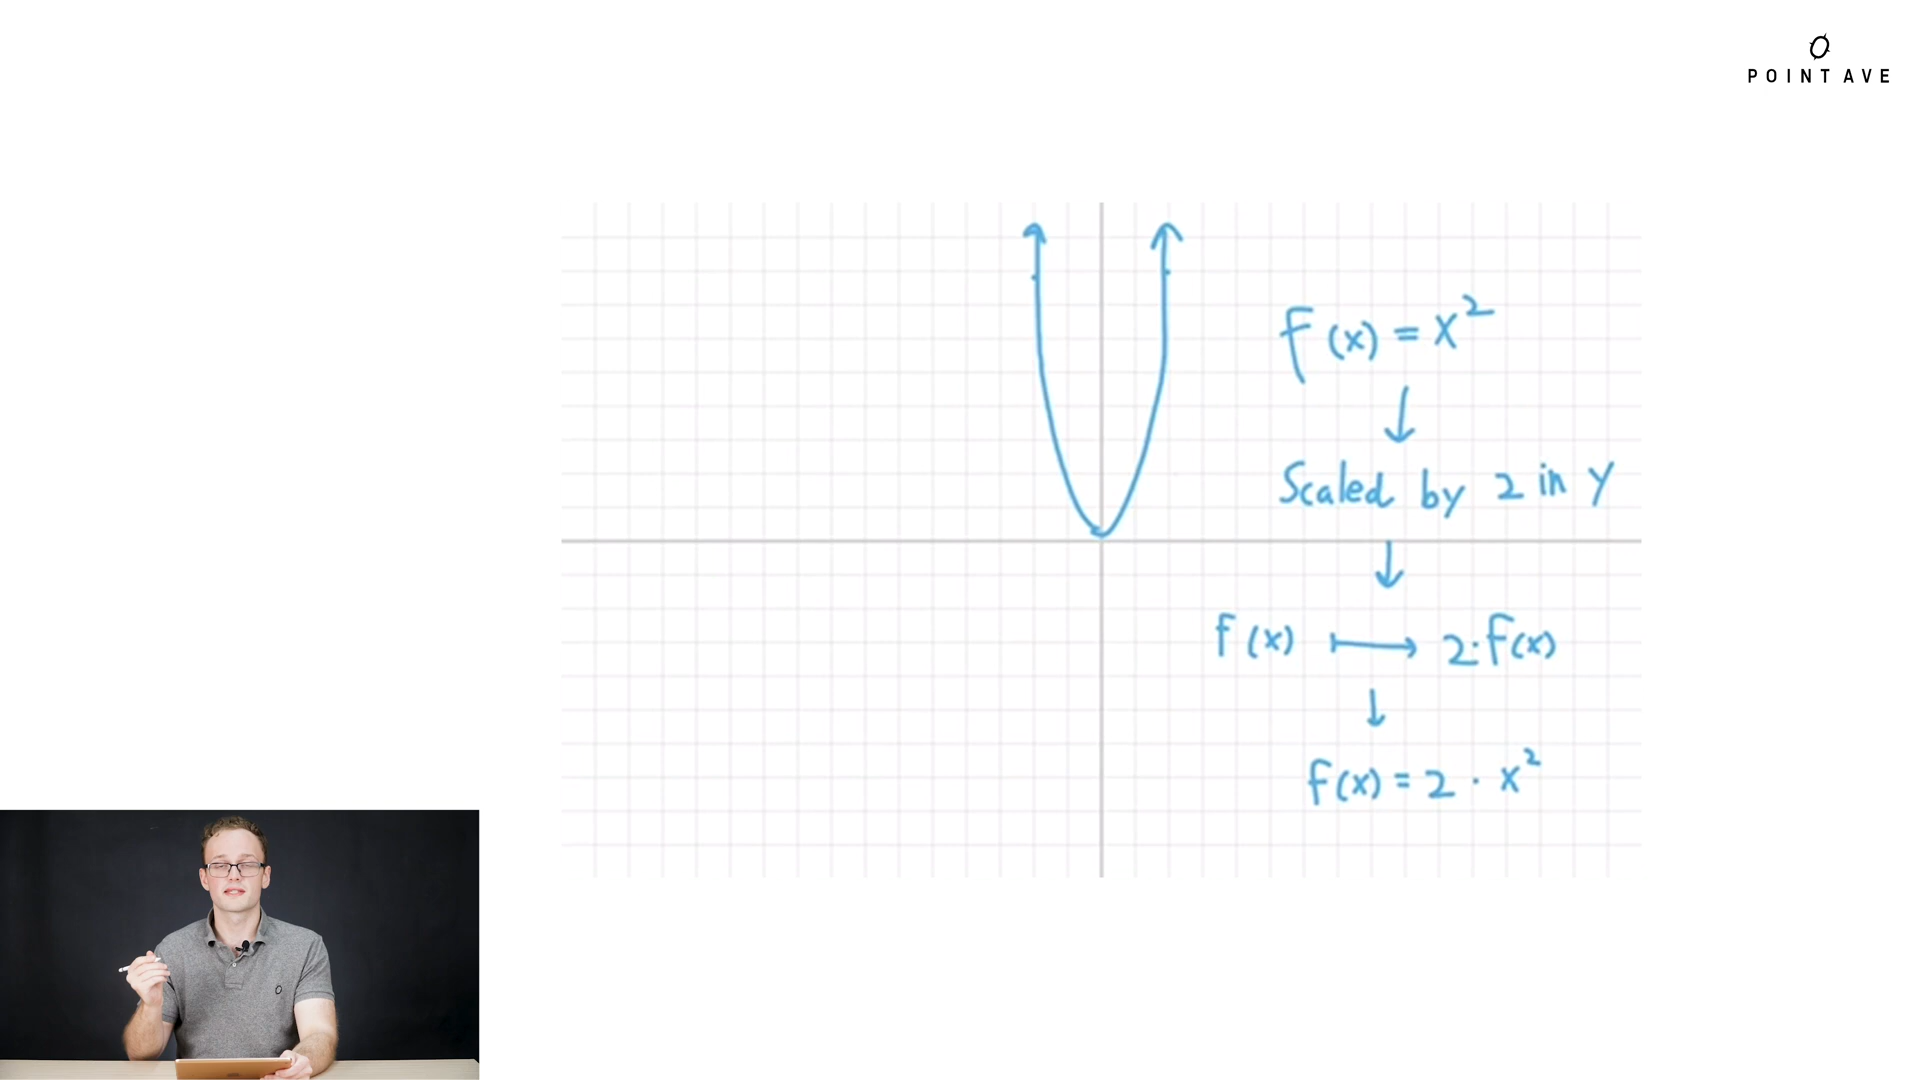 POINT AVE
F(x) = x²
Scaled by 2 in y
f(x) ↦ 2·f(x)
f(x) = 2 · x²